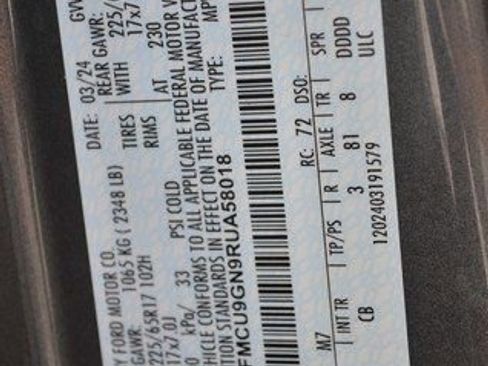 Y FORD MOTOR CO.
DATE: 03/24 GVW
GAWR: 1065 KG ( 2348 LB) REAR GAWR:
225/65R17 102H TIRES WITH 225/6
17x7.0J RIMS 17x7
0 kPa/ 33 PSI COLD AT 230
HICLE CONFORMS TO ALL APPLICABLE FEDERAL MOTOR V
TION STANDARDS IN EFFECT ON THE DATE OF MANUFACT
FMCU9GN9RUA58018 TYPE: MP
RC: 72 DSO:
M7 INT TR TP/PS R AXLE TR SPR
CB 3 81 8 DDDD
1202403191579 ULC